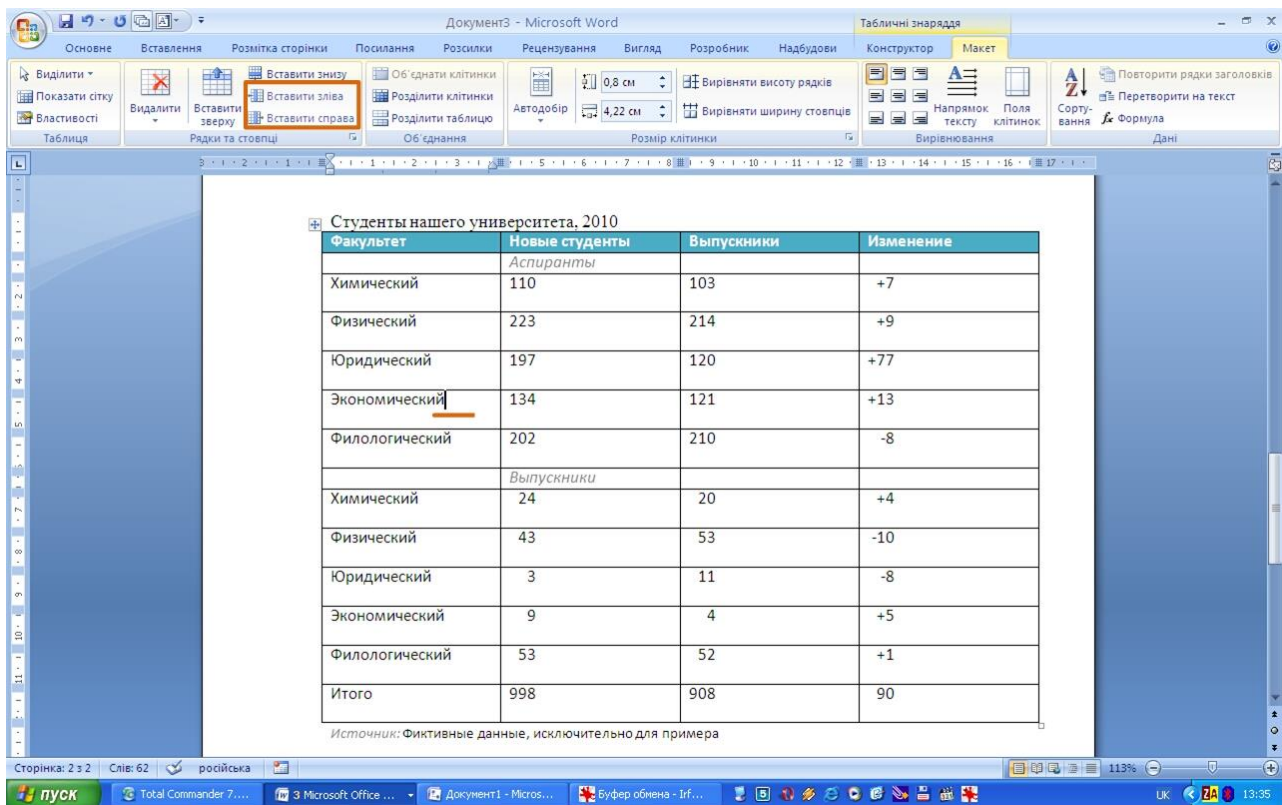 Документ3 - Microsoft Word
Табличні знаряддя
Основне Вставлення Розмітка сторінки Посилання Розсилки Рецензування Вигляд Розробник Надбудови Конструктор Макет
Виділити
Показати сітку
Властивості
Таблиця
Видалити
Вставити зверху
Вставити знизу
Вставити зліва
Вставити справа
Рядки та стовпці
Об'єднати клітинки
Розділити клітинки
Розділити таблицю
Об'єднання
Автодобір
0,8 см
4,22 см
Вирівняти висоту рядків
Вирівняти ширину стовпців
Розмір клітинки
Напрямок тексту
Поля клітинок
Вирівнювання
Сорту-
вання
Повторити рядки заголовків
Перетворити на текст
Формула
Дані
Студенты нашего университета, 2010
Факультет Новые студенты Выпускники Изменение
Аспиранты
Химический 110 103 +7
Физический 223 214 +9
Юридический 197 120 +77
Экономический 134 121 +13
Филологический 202 210 -8
Выпускники
Химический 24 20 +4
Физический 43 53 -10
Юридический 3 11 -8
Экономический 9 4 +5
Филологический 53 52 +1
Итого 998 908 90
Источник: Фиктивные данные, исключительно для примера
Сторінка: 2 з 2 Слів: 62 російська 113%
пуск Total Commander 7.... 3 Microsoft Office ... Документ1 - Micros... Буфер обмена - Irf... UK 13:35